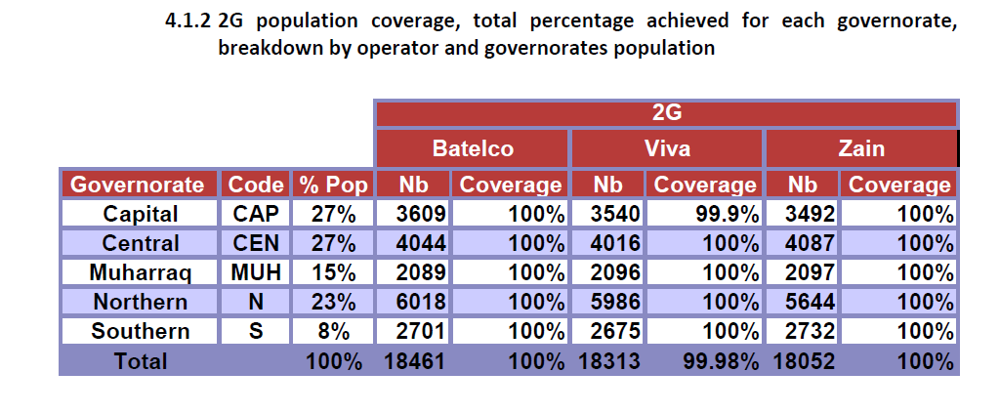 4.1.2 2G population coverage, total percentage achieved for each governorate,
breakdown by operator and governorates population
2G
Batelco Viva Zain
Governorate Code % Pop Nb Coverage Nb Coverage Nb Coverage
Capital CAP 27% 3609 100% 3540 99.9% 3492 100%
Central CEN 27% 4044 100% 4016 100% 4087 100%
Muharraq MUH 15% 2089 100% 2096 100% 2097 100%
Northern N 23% 6018 100% 5986 100% 5644 100%
Southern S 8% 2701 100% 2675 100% 2732 100%
Total 100% 18461 100% 18313 99.98% 18052 100%